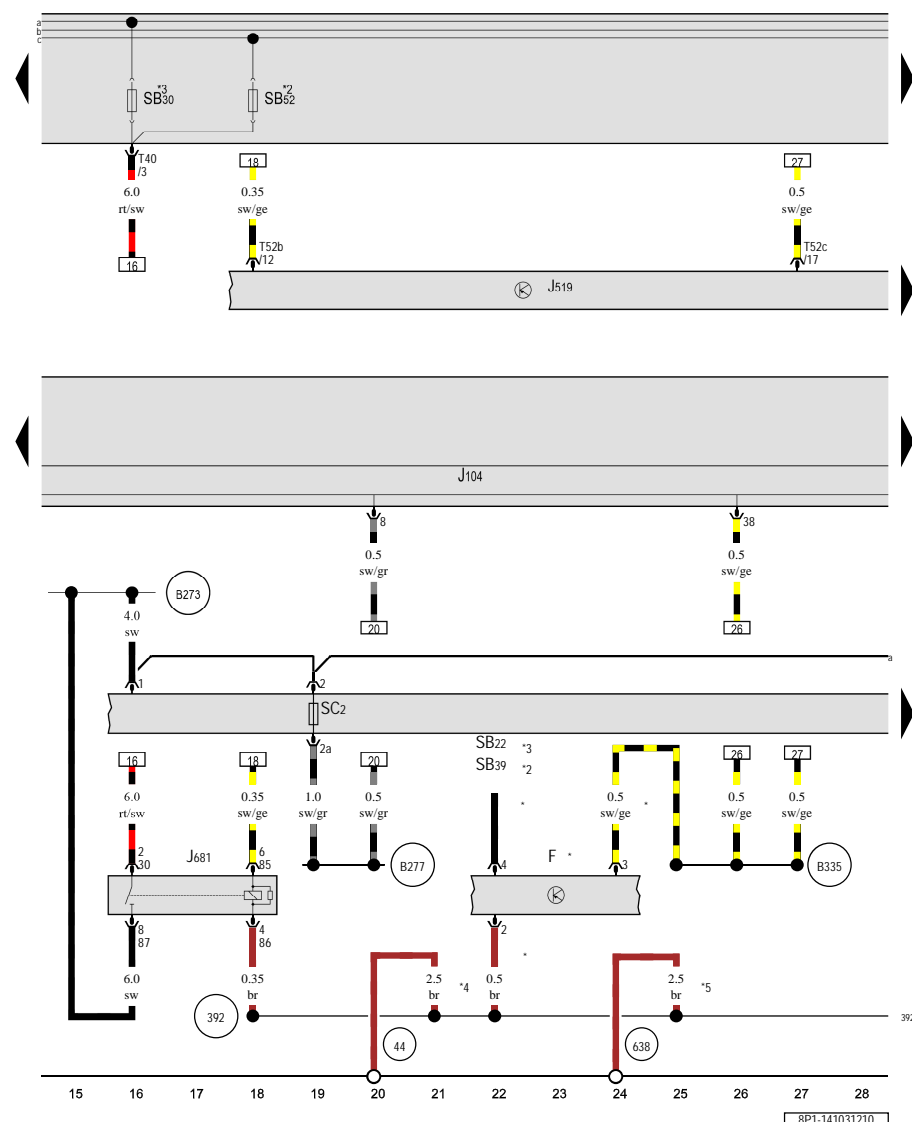 a
b
c
SB30 *3
SB52 *2
T40
/3
18
27
6.0
rt/sw
0.35
sw/ge
0.5
sw/ge
T52b
/12
T52c
/17
16
J519
J104
8
38
0.5
sw/gr
0.5
sw/ge
B273
4.0
sw
20
26
a
1
2
SC2
2a
SB22 *3
SB39 *2
16
18
20
26
27
6.0
rt/sw
0.35
sw/ge
1.0
sw/gr
0.5
sw/gr
*
0.5
sw/ge
*
0.5
sw/ge
0.5
sw/ge
2
30
J681
6
85
B277
4
F *
3
B335
8
87
4
86
2
6.0
sw
0.35
br
2.5
br
*4
0.5
br
*
2.5
br
*5
392
392
44
638
15 16 17 18 19 20 21 22 23 24 25 26 27 28
8P1-141031210